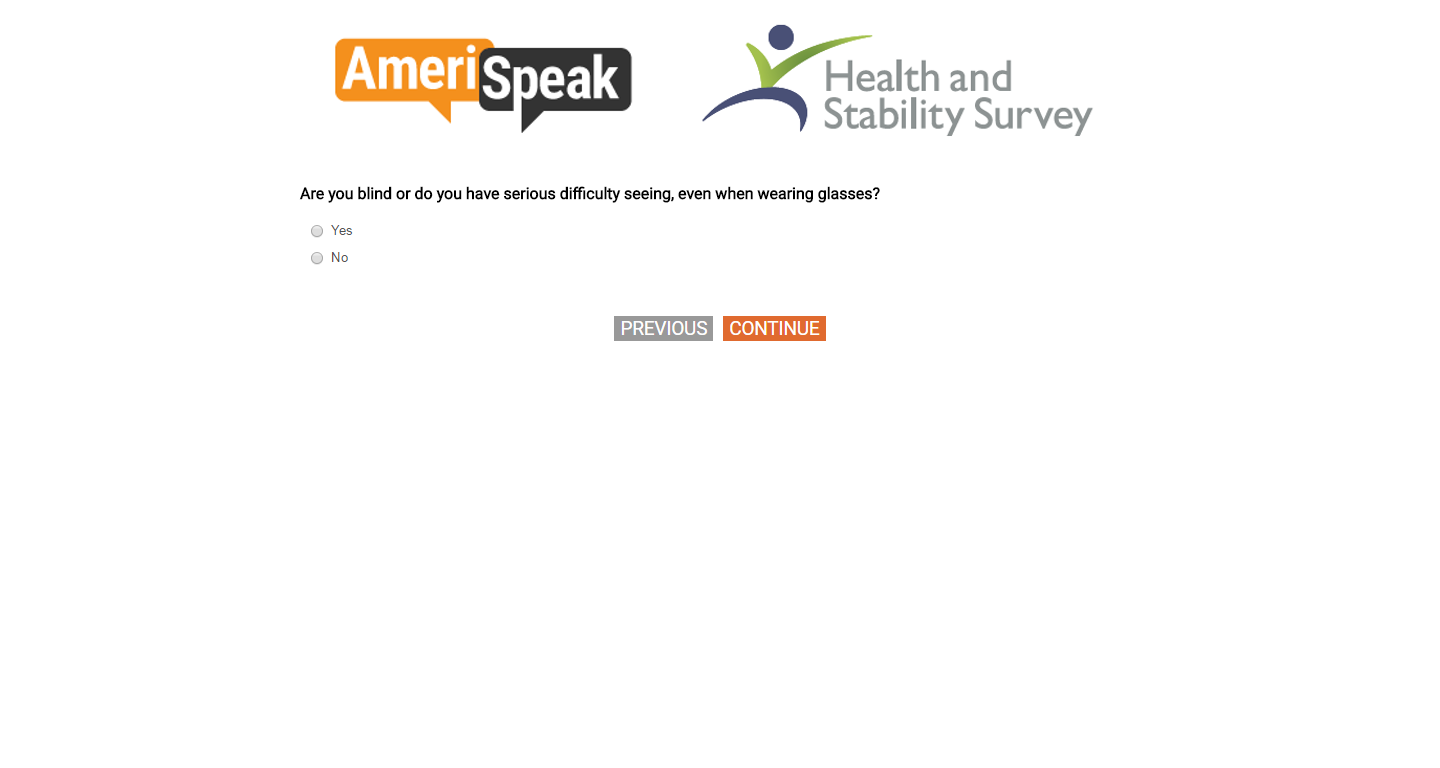 AmeriSpeak
Health and
Stability Survey
Are you blind or do you have serious difficulty seeing, even when wearing glasses?
Yes
No
PREVIOUS CONTINUE